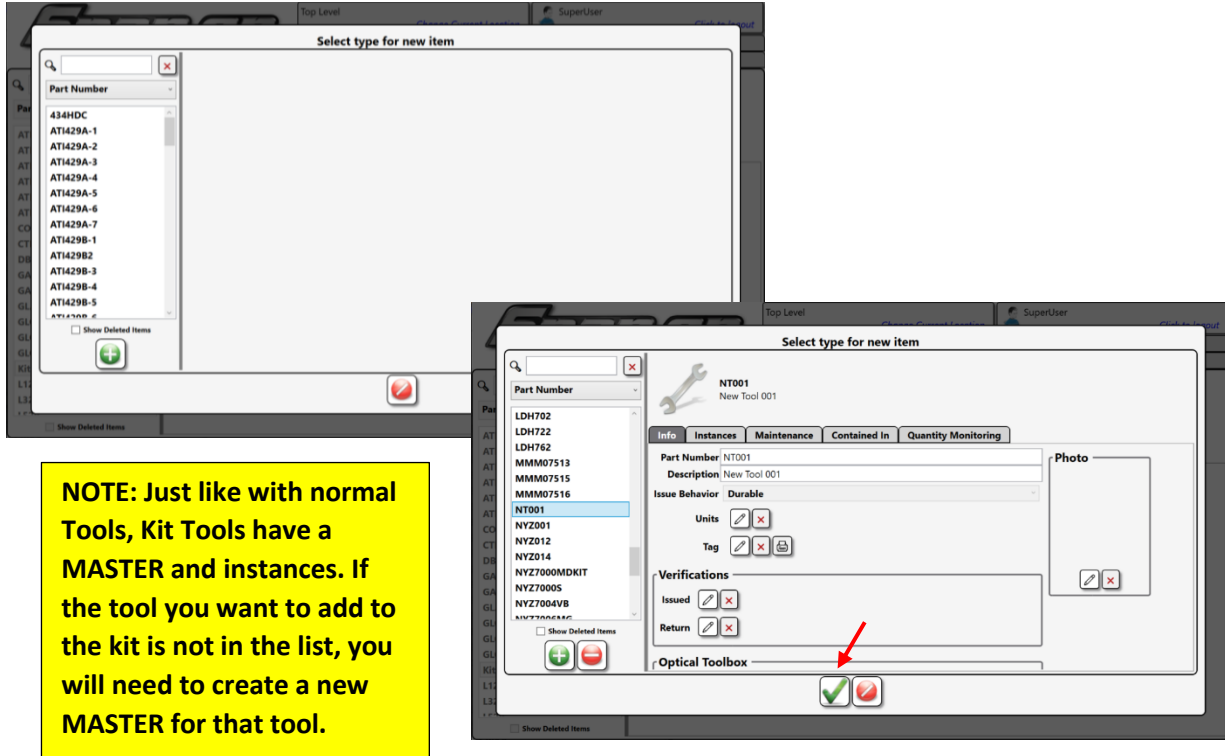 Top Level
SuperUser
Select type for new item
Part Number
434HDC
ATI429A-1
ATI429A-2
ATI429A-3
ATI429A-4
ATI429A-5
ATI429A-6
ATI429A-7
ATI429B-1
ATI429B2
ATI429B-3
ATI429B-4
ATI429B-5
Show Deleted Items
Show Deleted Items
Top Level
SuperUser
Select type for new item
Part Number
LDH702
LDH722
LDH762
MMM07513
MMM07515
MMM07516
NT001
NYZ001
NYZ012
NYZ014
NYZ7000MDKIT
NYZ7000S
NYZ7004VB
Show Deleted Items
NT001
New Tool 001
Info Instances Maintenance Contained In Quantity Monitoring
Part Number NT001
Description New Tool 001
Issue Behavior Durable
Units
Tag
Verifications
Issued
Return
Optical Toolbox
Photo
Show Deleted Items
NOTE: Just like with normal
Tools, Kit Tools have a
MASTER and instances. If
the tool you want to add to
the kit is not in the list, you
will need to create a new
MASTER for that tool.